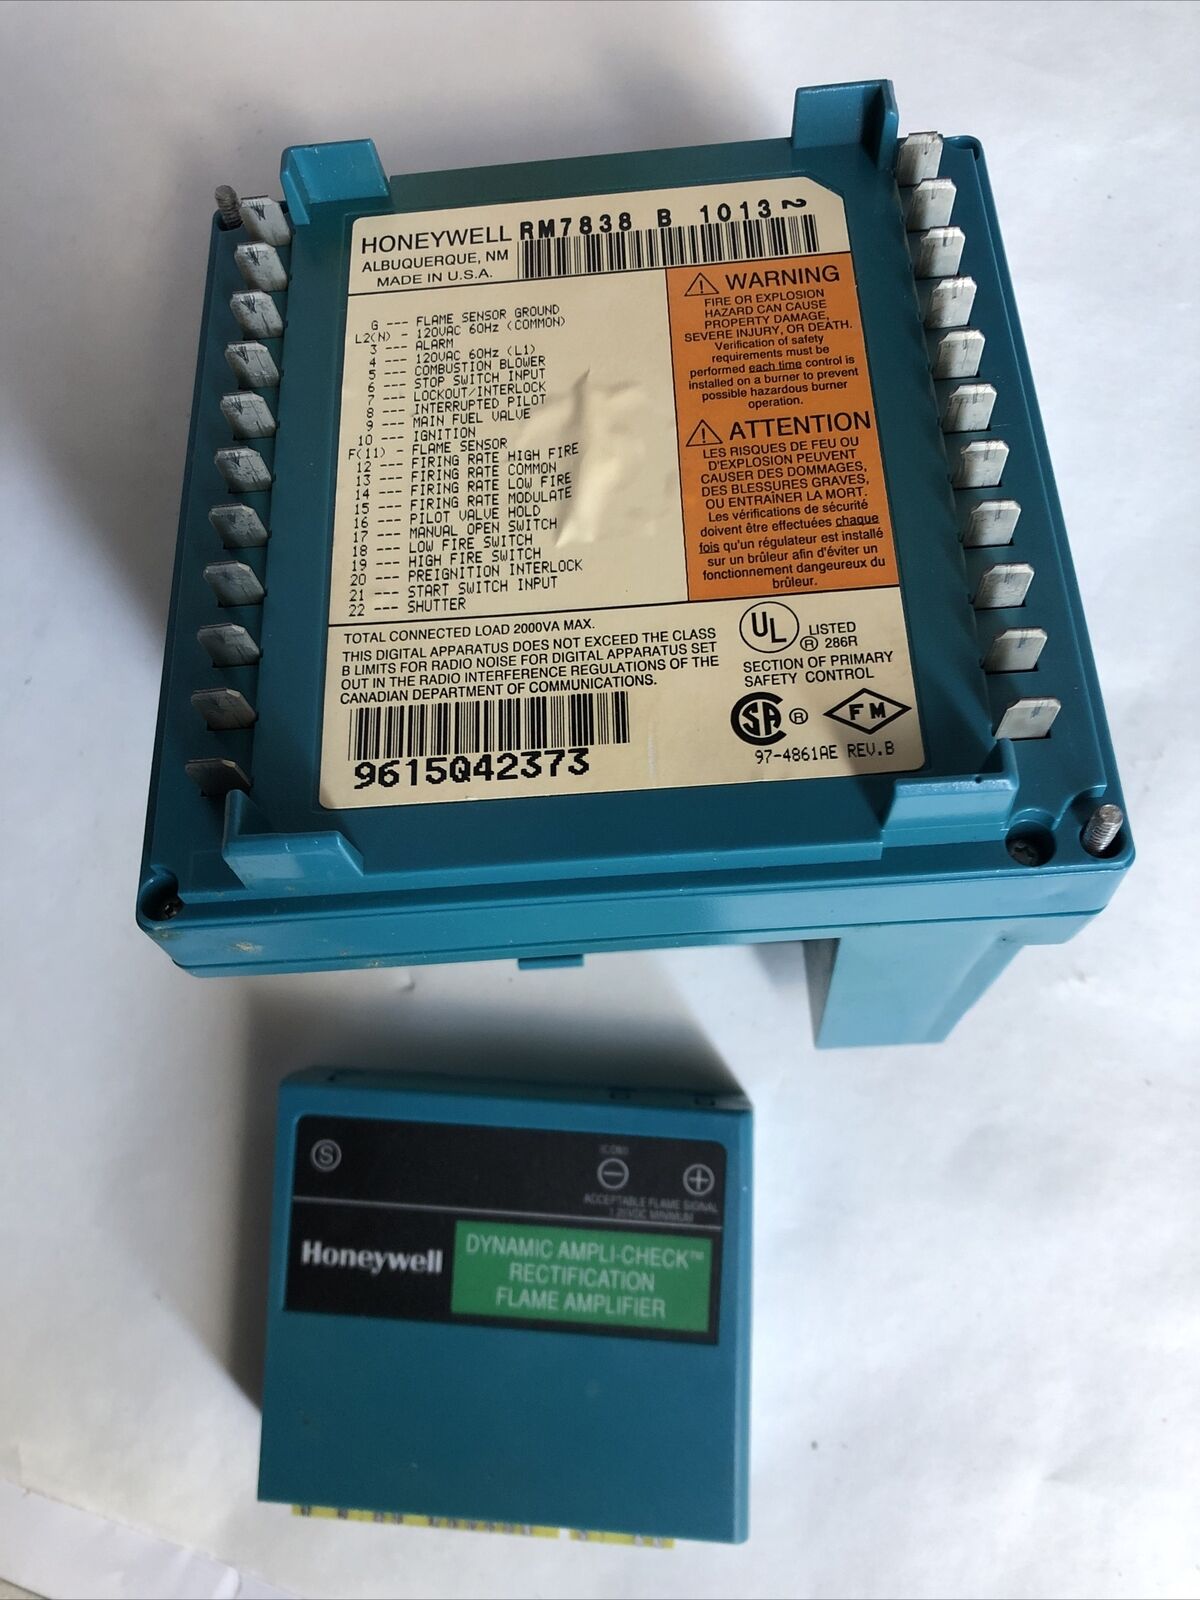 HONEYWELL RM7838 B 1013 2
ALBUQUERQUE, NM
MADE IN U.S.A.
G --- FLAME SENSOR GROUND
L2(N) - 120VAC 60Hz (COMMON)
3 --- ALARM
4 --- 120VAC 60Hz (L1)
5 --- COMBUSTION BLOWER
6 --- STOP SWITCH INPUT
7 --- LOCKOUT/INTERLOCK
8 --- INTERRUPTED PILOT
9 --- MAIN FUEL VALVE
10 --- IGNITION
F(11) - FLAME SENSOR
12 --- FIRING RATE HIGH FIRE
13 --- FIRING RATE COMMON
14 --- FIRING RATE LOW FIRE
15 --- FIRING RATE MODULATE
16 --- PILOT VALVE HOLD
17 --- MANUAL OPEN SWITCH
18 --- LOW FIRE SWITCH
19 --- HIGH FIRE SWITCH
20 --- PREIGNITION INTERLOCK
21 --- START SWITCH INPUT
22 --- SHUTTER
WARNING
FIRE OR EXPLOSION
HAZARD CAN CAUSE
PROPERTY DAMAGE,
SEVERE INJURY, OR DEATH.
Verification of safety
requirements must be
performed each time control is
installed on a burner to prevent
possible hazardous burner
operation.
ATTENTION
LES RISQUES DE FEU OU
D'EXPLOSION PEUVENT
CAUSER DES DOMMAGES,
DES BLESSURES GRAVES,
OU ENTRAÎNER LA MORT.
Les vérifications de sécurité
doivent être effectuées chaque
fois qu'un régulateur est installé
sur un brûleur afin d'éviter un
fonctionnement dangeureux du
brûleur.
TOTAL CONNECTED LOAD 2000VA MAX.
THIS DIGITAL APPARATUS DOES NOT EXCEED THE CLASS
B LIMITS FOR RADIO NOISE FOR DIGITAL APPARATUS SET
OUT IN THE RADIO INTERFERENCE REGULATIONS OF THE
CANADIAN DEPARTMENT OF COMMUNICATIONS.
9615Q42373
UL ® LISTED
286R
SECTION OF PRIMARY
SAFETY CONTROL
SA ® FM
97-4861AE REV.B
S
(COM)
− +
ACCEPTABLE FLAME SIGNAL
1.25VDC MINIMUM
Honeywell
DYNAMIC AMPLI-CHECK™
RECTIFICATION
FLAME AMPLIFIER